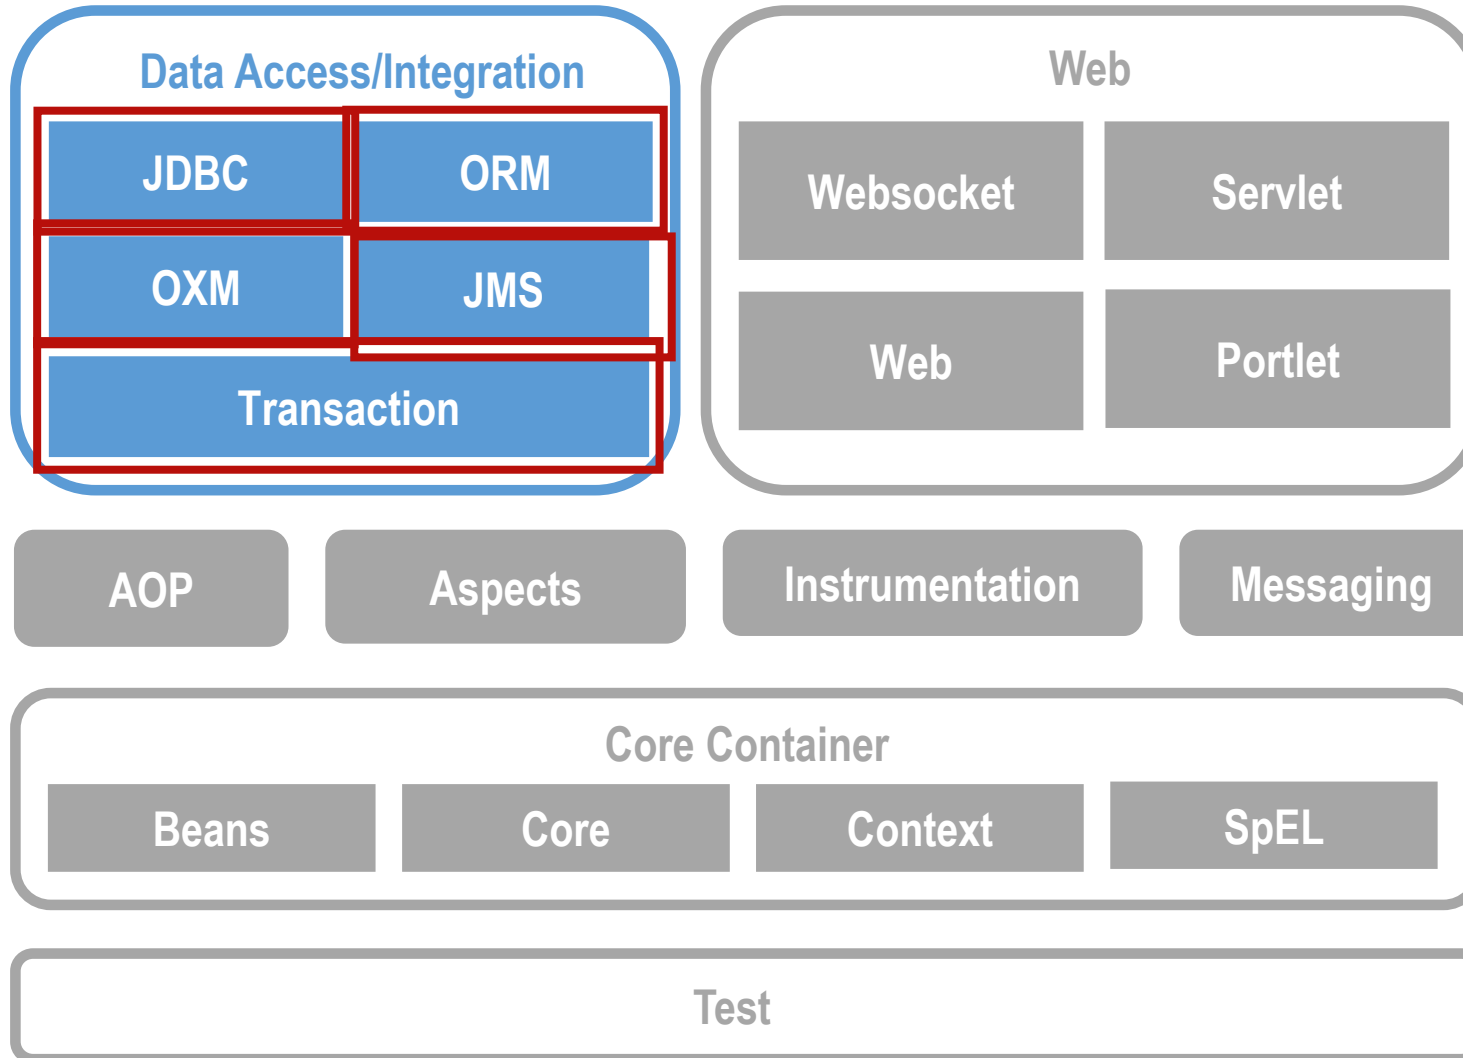 Data Access/Integration
JDBC
ORM
OXM
JMS
Transaction
Web
Websocket
Servlet
Web
Portlet
AOP
Aspects
Instrumentation
Messaging
Core Container
Beans
Core
Context
SpEL
Test